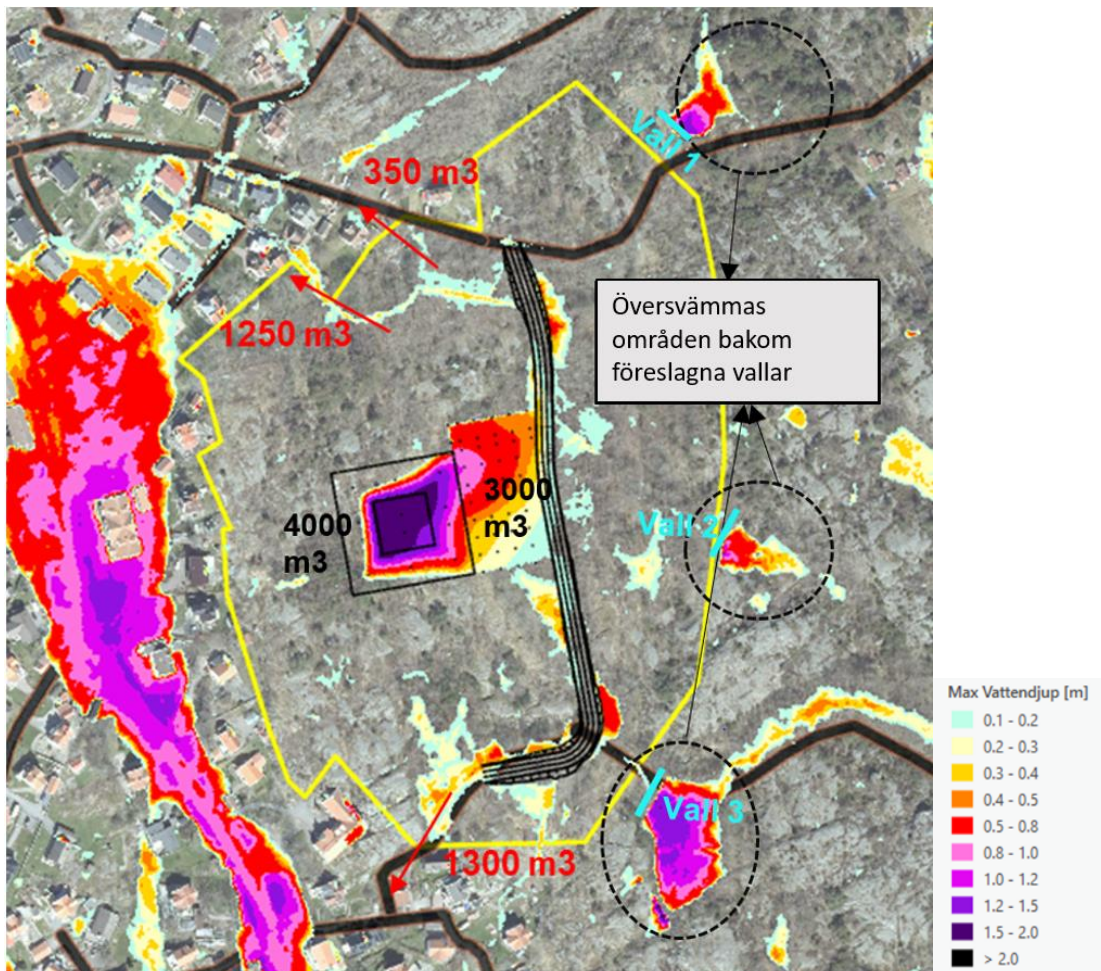 Vall 1
350 m3
1250 m3
Översvämmas
områden bakom
föreslagna vallar
3000
m3
4000
m3
Vall 2
Vall 3
1300 m3
Max Vattendjup [m]
0.1 - 0.2
0.2 - 0.3
0.3 - 0.4
0.4 - 0.5
0.5 - 0.8
0.8 - 1.0
1.0 - 1.2
1.2 - 1.5
1.5 - 2.0
> 2.0